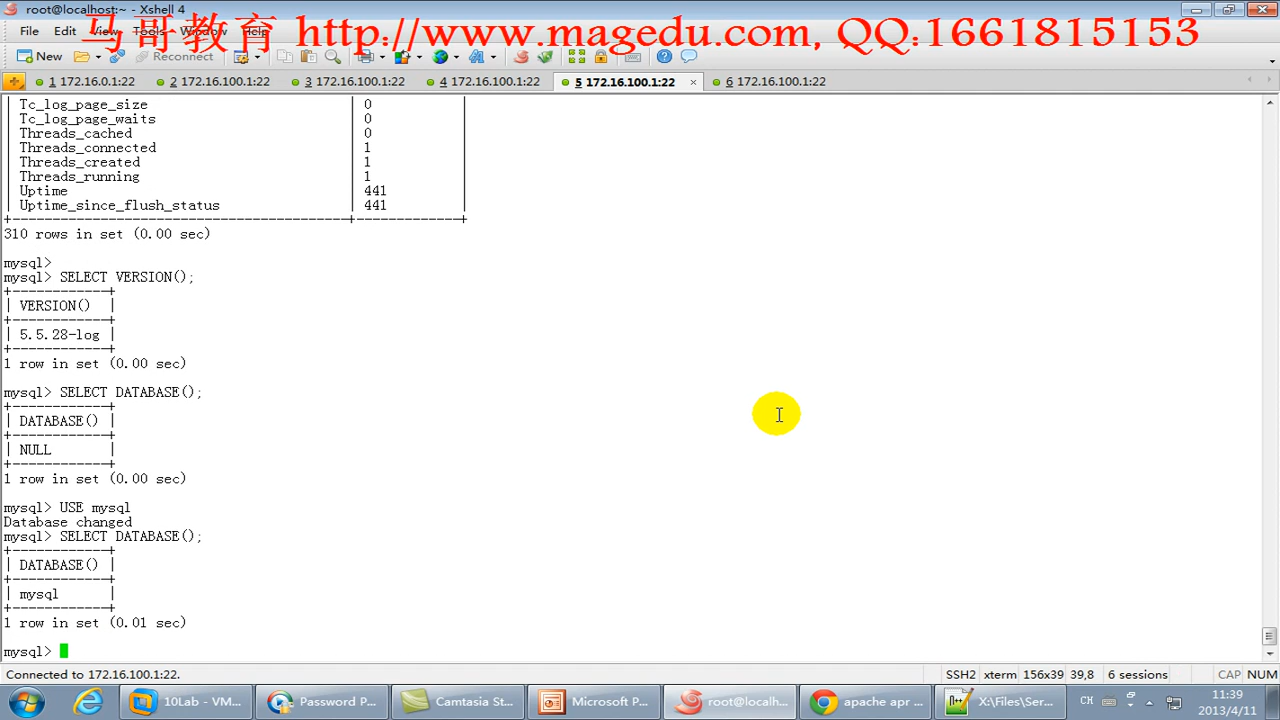 root@localhost:~ - Xshell 4
马哥教育 http://www.magedu.com, QQ:1661815153
File Edit View Tools Window Help
New Reconnect
1 172.16.0.1:22 2 172.16.100.1:22 3 172.16.100.1:22 4 172.16.100.1:22 5 172.16.100.1:22 × 6 172.16.100.1:22
| Tc_log_page_size | 0 |
| Tc_log_page_waits | 0 |
| Threads_cached | 0 |
| Threads_connected | 1 |
| Threads_created | 1 |
| Threads_running | 1 |
| Uptime | 441 |
| Uptime_since_flush_status | 441 |
310 rows in set (0.00 sec)
mysql>
mysql> SELECT VERSION();
| VERSION() |
| 5.5.28-log |
1 row in set (0.00 sec)
mysql> SELECT DATABASE();
| DATABASE() |
| NULL |
1 row in set (0.00 sec)
mysql> USE mysql
Database changed
mysql> SELECT DATABASE();
| DATABASE() |
| mysql |
1 row in set (0.01 sec)
mysql>
Connected to 172.16.100.1:22. SSH2 xterm 156x39 39,8 6 sessions CAP NUM
10Lab - VM... Password P... Camtasia St... Microsoft P... root@localh... apache apr ... X:\Files\Ser... CH 11:39
2013/4/11